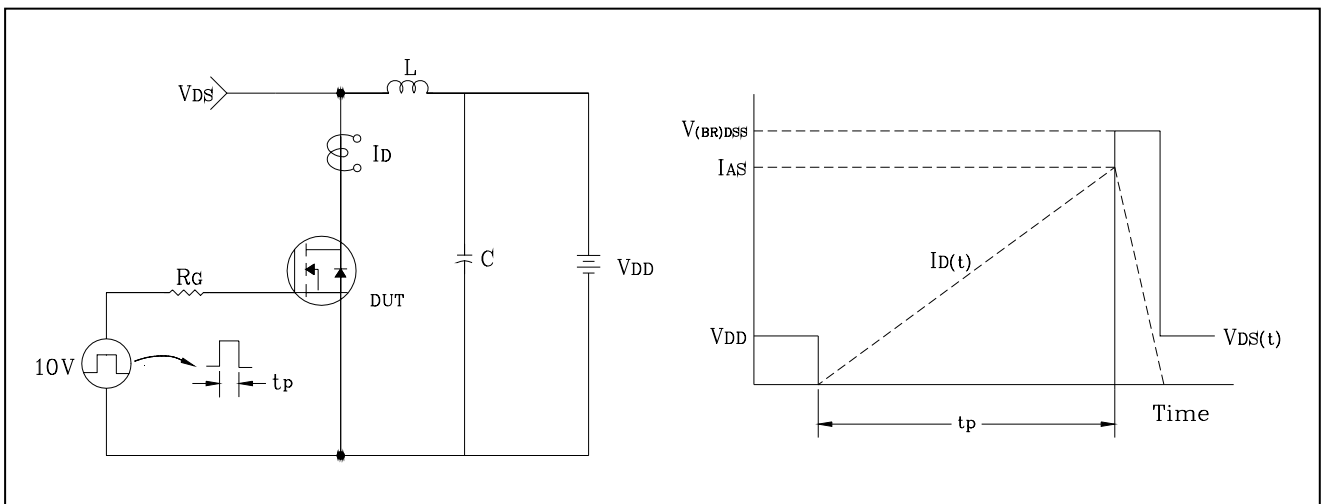 L
VDS
ID
RG
C
VDD
DUT
10V
tp
V(BR)DSS
IAS
ID(t)
VDD
VDS(t)
tp
Time